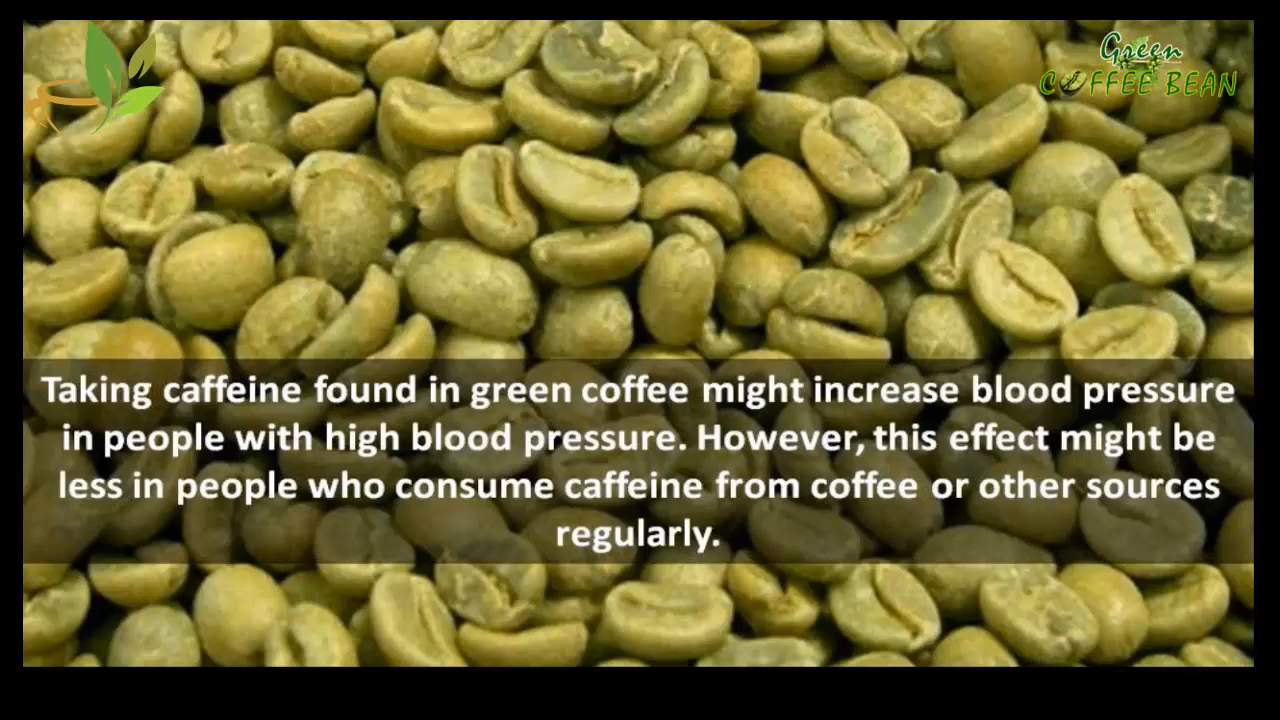 Green
COFFEE BEAN
Taking caffeine found in green coffee might increase blood pressure
in people with high blood pressure. However, this effect might be
less in people who consume caffeine from coffee or other sources
regularly.